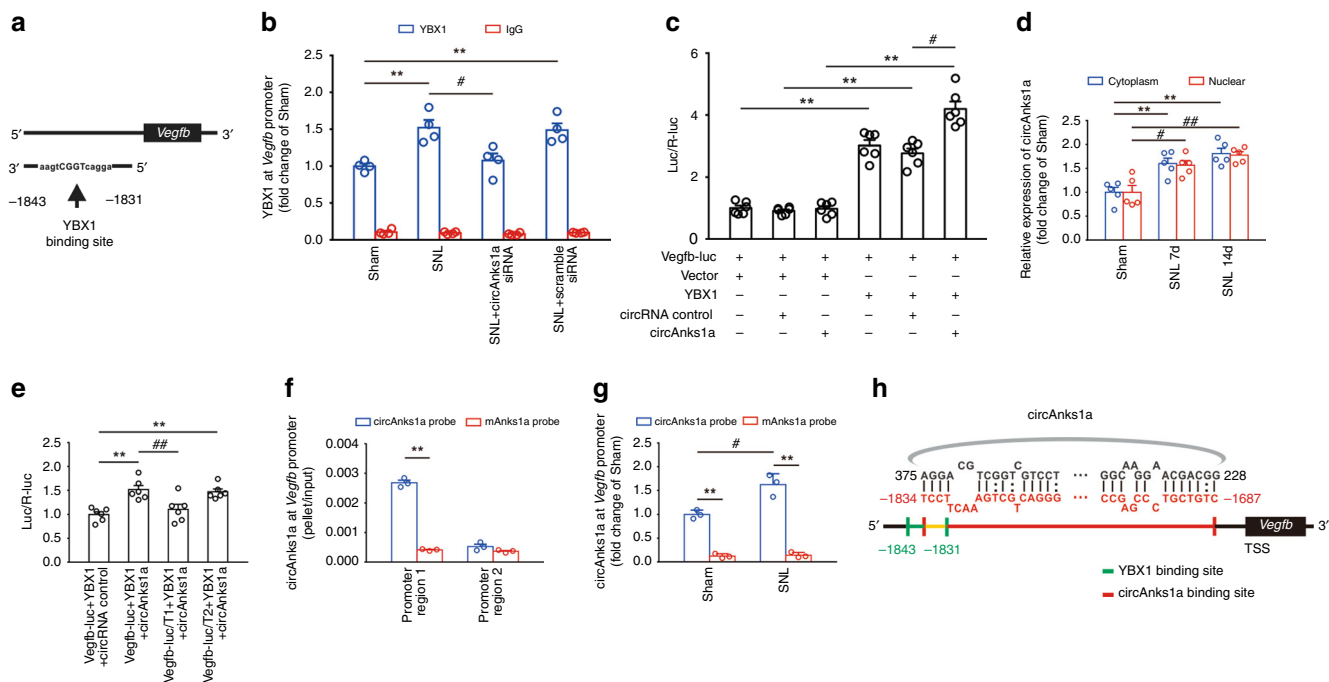 a
5′
Vegfb
3′
3′
aagtCGGTcagga
5′
−1843
−1831
YBX1
binding site
b
YBX1
IgG
YBX1 at Vegfb promoter
(fold change of Sham)
2.5
2.0
1.5
1.0
0.5
0.0
**
**
#
Sham
SNL
SNL+circAnks1a
siRNA
SNL+scramble
siRNA
c
Luc/R-luc
6
4
2
0
#
**
**
**
Vegfb-luc + + + + + +
Vector + + + − − −
YBX1 − − − + + +
circRNA control − + − − + −
circAnks1a − − + − − +
d
Cytoplasm
Nuclear
Relative expression of circAnks1a
(fold change of Sham)
2.5
2.0
1.5
1.0
0.5
0.0
**
**
##
#
Sham
SNL 7d
SNL 14d
e
Luc/R-luc
2.5
2.0
1.5
1.0
0.5
0.0
**
**
##
Vegfb-luc+YBX1
+circRNA control
Vegfb-luc+YBX1
+circAnks1a
Vegfb-luc/T1+YBX1
+circAnks1a
Vegfb-luc/T2+YBX1
+circAnks1a
f
circAnks1a probe
mAnks1a probe
circAnks1a at Vegfb promoter
(pellet/input)
0.004
0.003
0.002
0.001
0.000
**
Promoter
region 1
Promoter
region 2
g
circAnks1a probe
mAnks1a probe
circAnks1a at Vegfb promoter
(fold change of Sham)
2.5
2.0
1.5
1.0
0.5
0.0
#
**
**
Sham
SNL
h
circAnks1a
CG C AA A
375 AGGA TCGGT GTCCT ··· GGC GG ACGACGG 228
−1834 TCCT AGTCG CAGGG ··· CCG CC TGCTGTC −1687
TCAA T AG C
5′
Vegfb
3′
−1843
−1831
TSS
YBX1 binding site
circAnks1a binding site